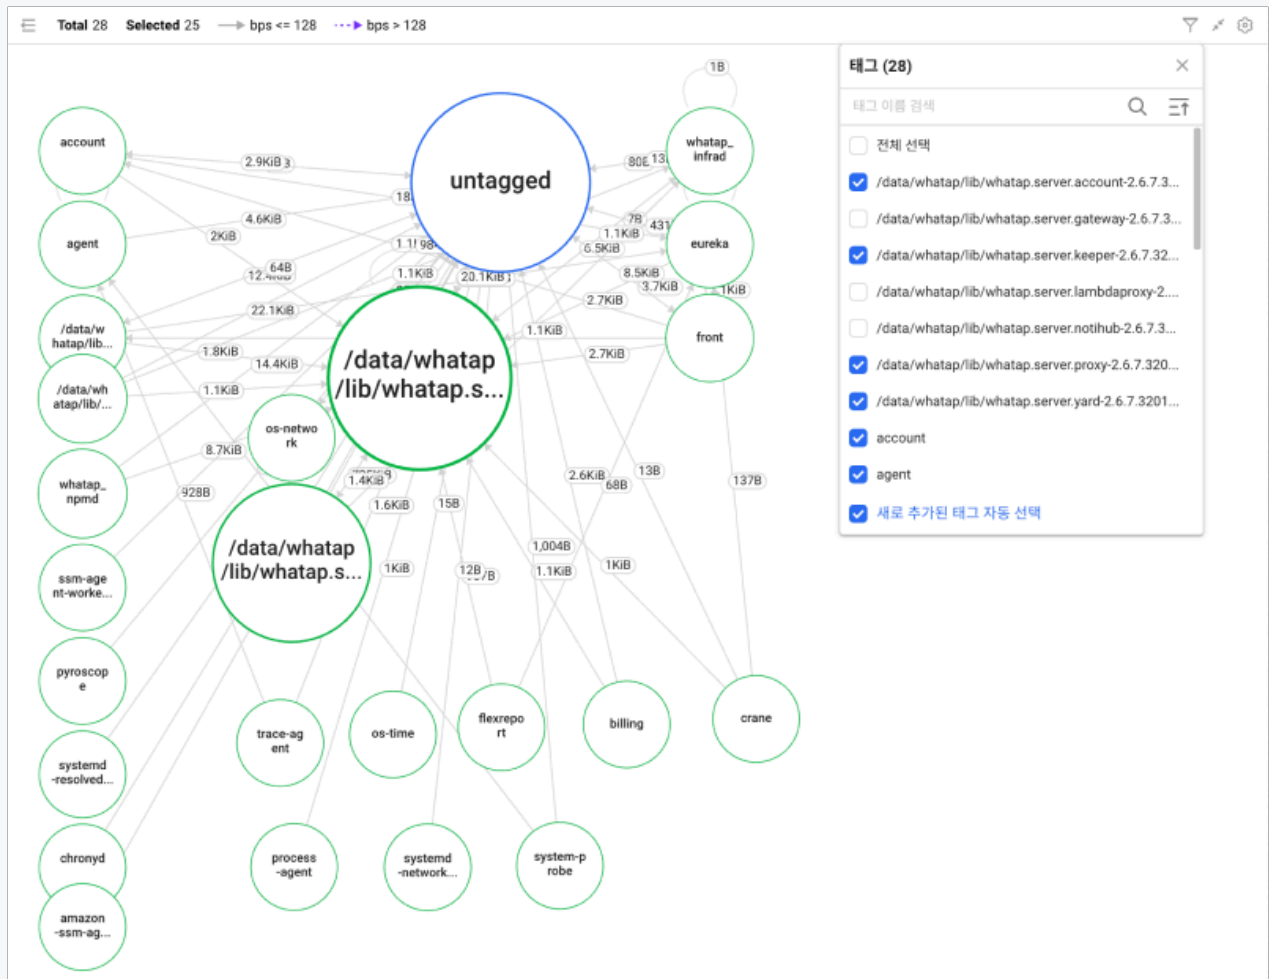 Total 28 Selected 25 bps <= 128 bps > 128
태그 (28)
태그 이름 검색
전체 선택
/data/whatap/lib/whatap.server.account-2.6.7.3...
/data/whatap/lib/whatap.server.gateway-2.6.7.3...
/data/whatap/lib/whatap.server.keeper-2.6.7.32...
/data/whatap/lib/whatap.server.lambdaproxy-2....
/data/whatap/lib/whatap.server.notihub-2.6.7.3...
/data/whatap/lib/whatap.server.proxy-2.6.7.320...
/data/whatap/lib/whatap.server.yard-2.6.7.3201...
account
agent
새로 추가된 태그 자동 선택
1B
account
untagged
whatap_
infrad
2.9KiB
80B
13
18
4.6KiB
2KiB
7B
431
1.1KiB
6.5KiB
agent
eureka
1.1
984
64B
1.1KiB
20.1KiB
8.5KiB
3.7KiB
1KiB
22.1KiB
2.7KiB
/data/w
hatap/lib...
1.1KiB
front
1.8KiB
14.4KiB
2.7KiB
/data/whatap
/lib/whatap.s...
/data/wh
atap/lib/...
1.1KiB
os-netwo
rk
8.7KiB
1.4KiB
2.6KiB
68B
13B
137B
whatap_
npmd
928B
1.6KiB
15B
/data/whatap
/lib/whatap.s...
1,004B
1KiB
12B
1.1KiB
1KiB
ssm-age
nt-worke...
pyroscop
e
trace-ag
ent
os-time
flexrepo
rt
billing
crane
systemd
-resolved...
chronyd
process
-agent
systemd
-network...
system-p
robe
amazon
-ssm-ag...